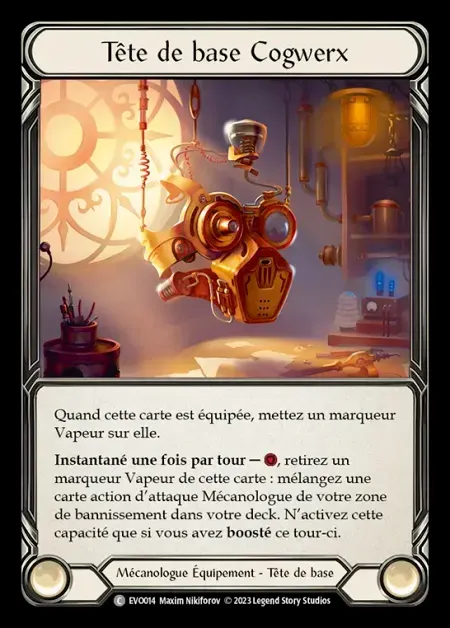 Tête de base Cogwerx
Quand cette carte est équipée, mettez un marqueur
Vapeur sur elle.
Instantané une fois par tour — , retirez un
marqueur Vapeur de cette carte : mélangez une
carte action d'attaque Mécanologue de votre zone
de bannissement dans votre deck. N'activez cette
capacité que si vous avez boosté ce tour-ci.
Mécanologue Équipement - Tête de base
C EVO014 Maxim Nikiforov © 2023 Legend Story Studios